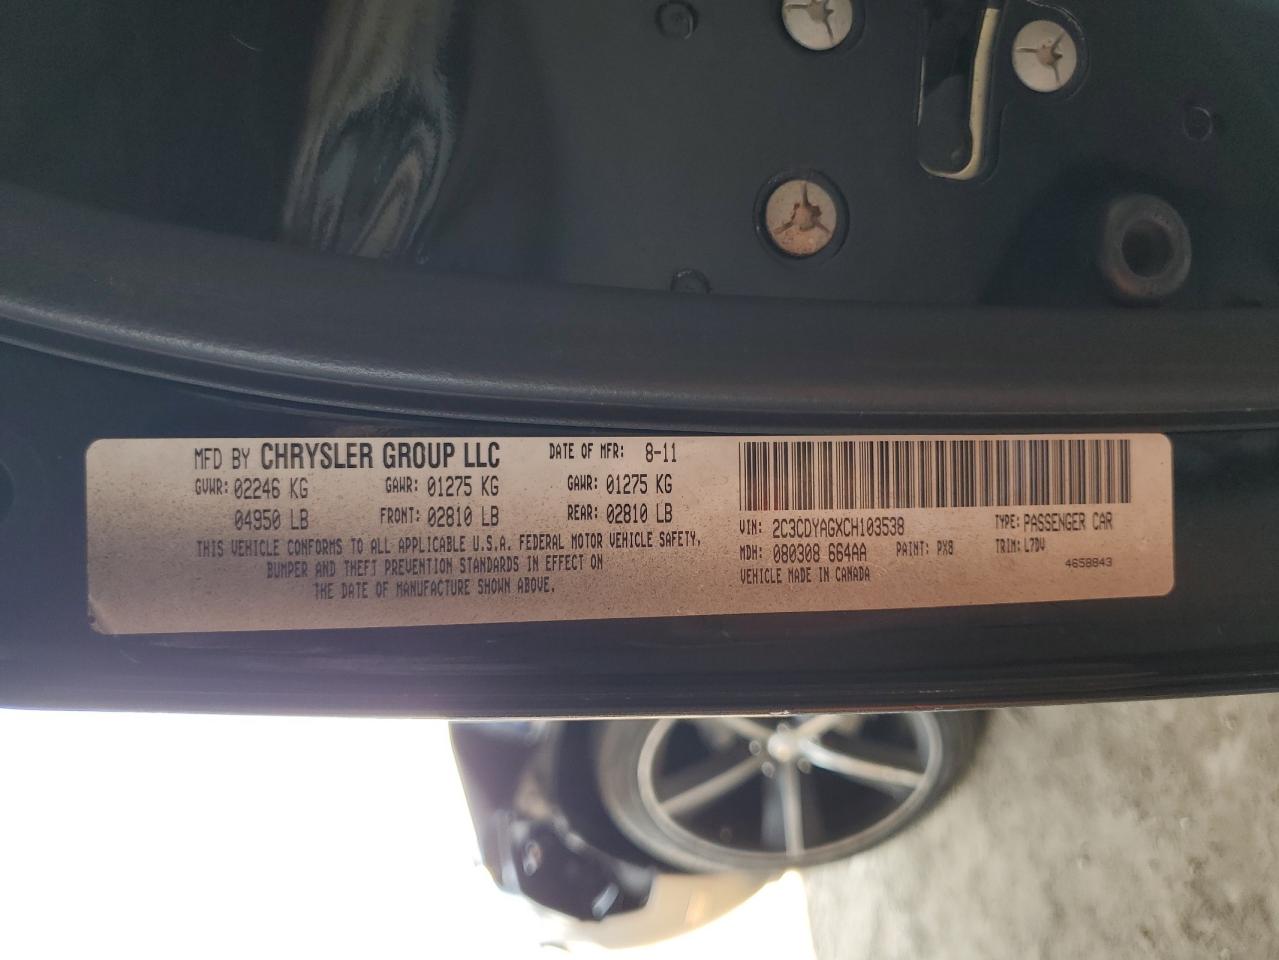 MFD BY CHRYSLER GROUP LLC DATE OF MFR: 8-11
GVWR: 02246 KG GAWR: 01275 KG GAWR: 01275 KG
04950 LB FRONT: 02810 LB REAR: 02810 LB
THIS VEHICLE CONFORMS TO ALL APPLICABLE U.S.A. FEDERAL MOTOR VEHICLE SAFETY,
BUMPER AND THEFT PREVENTION STANDARDS IN EFFECT ON
THE DATE OF MANUFACTURE SHOWN ABOVE.
VIN: 2C3CDYAGXCH103538 TYPE: PASSENGER CAR
MDH: 080308 664AA PAINT: PX8 TRIM: L7DV
VEHICLE MADE IN CANADA 4658843